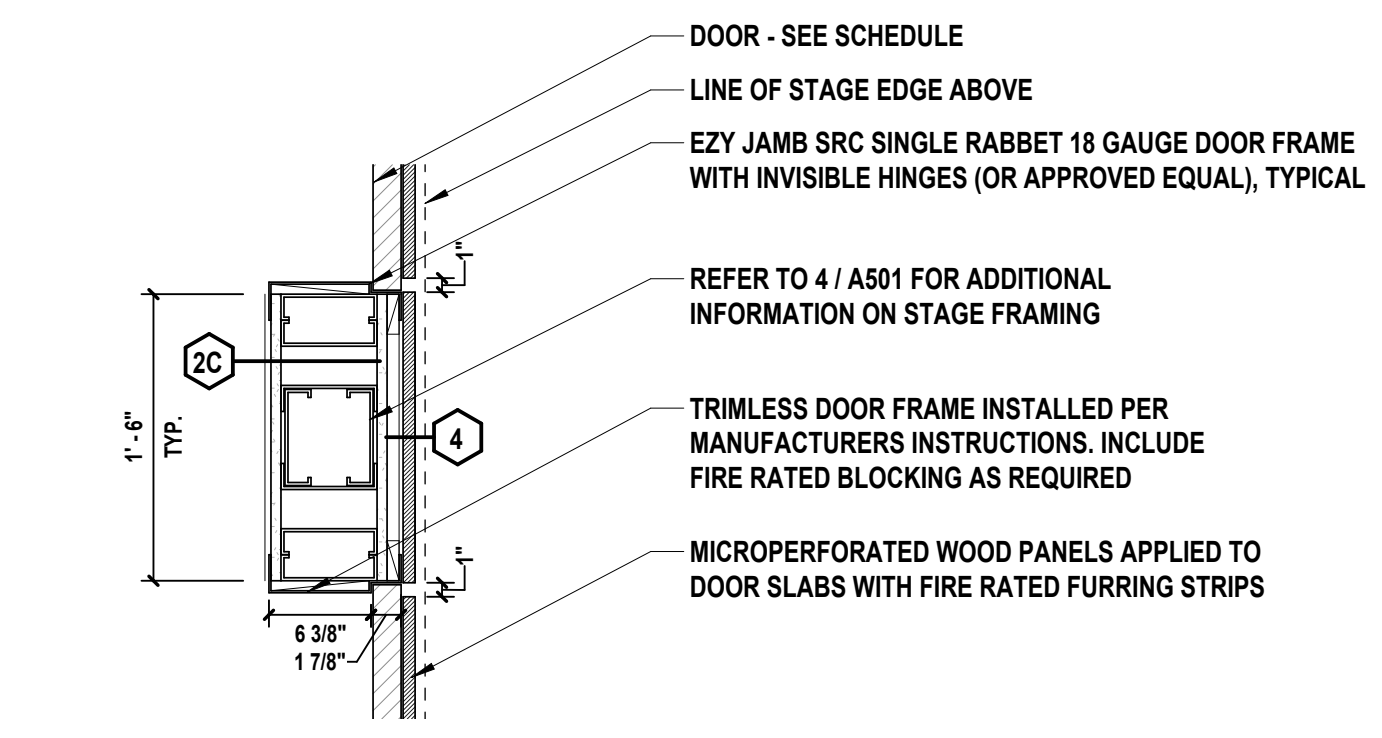 DOOR - SEE SCHEDULE
LINE OF STAGE EDGE ABOVE
EZY JAMB SRC SINGLE RABBET 18 GAUGE DOOR FRAME
WITH INVISIBLE HINGES (OR APPROVED EQUAL), TYPICAL
1"
REFER TO 4 / A501 FOR ADDITIONAL
INFORMATION ON STAGE FRAMING
2C
1' - 6"
TYP.
4
TRIMLESS DOOR FRAME INSTALLED PER
MANUFACTURERS INSTRUCTIONS. INCLUDE
FIRE RATED BLOCKING AS REQUIRED
1"
MICROPERFORATED WOOD PANELS APPLIED TO
DOOR SLABS WITH FIRE RATED FURRING STRIPS
6 3/8"
1 7/8"